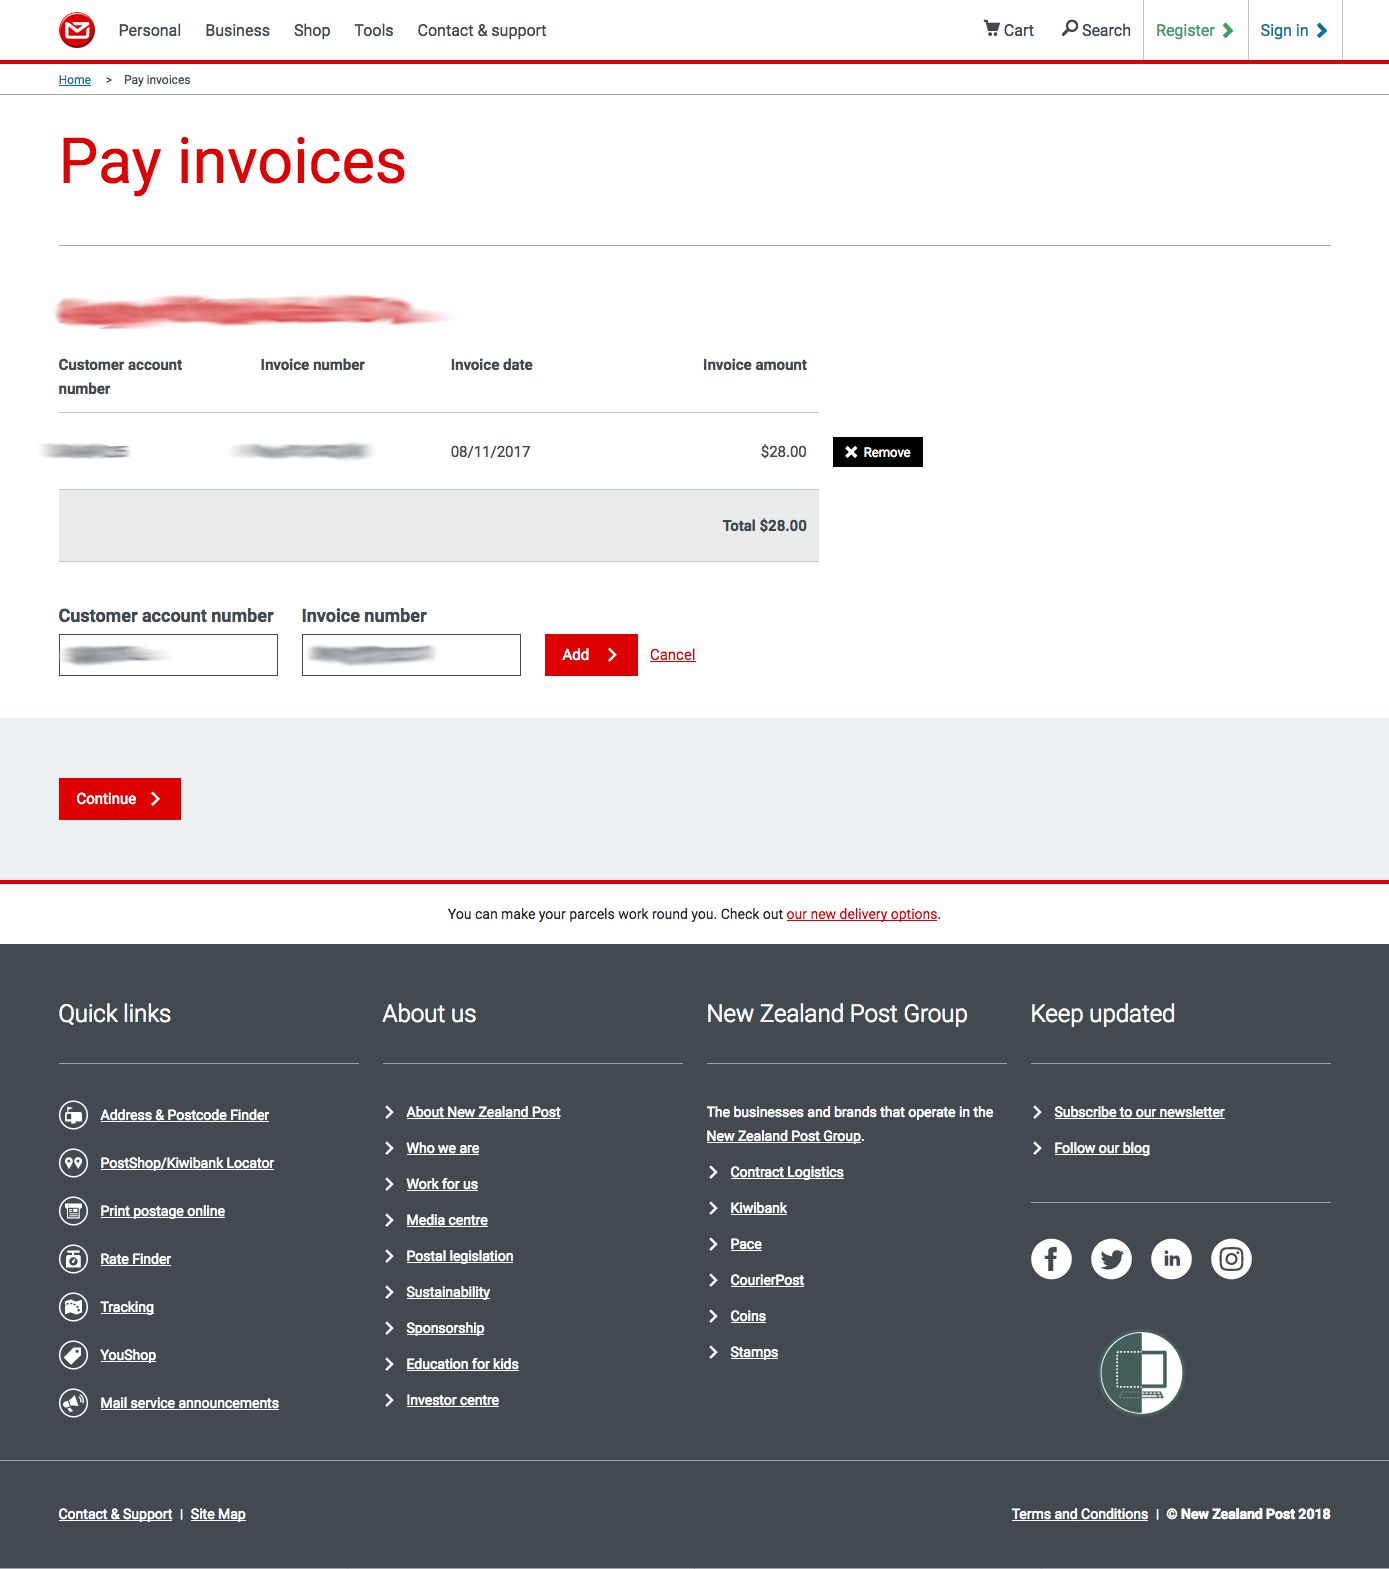 Personal Business Shop Tools Contact & support Cart Search Register Sign in
Home > Pay invoices
Pay invoices
Customer account number Invoice number Invoice date Invoice amount
08/11/2017 $28.00 Remove
Total $28.00
Customer account number Invoice number
Add Cancel
Continue
You can make your parcels work round you. Check out our new delivery options.
Quick links
Address & Postcode Finder
PostShop/Kiwibank Locator
Print postage online
Rate Finder
Tracking
YouShop
Mail service announcements
About us
About New Zealand Post
Who we are
Work for us
Media centre
Postal legislation
Sustainability
Sponsorship
Education for kids
Investor centre
New Zealand Post Group
The businesses and brands that operate in the
New Zealand Post Group.
Contract Logistics
Kiwibank
Pace
CourierPost
Coins
Stamps
Keep updated
Subscribe to our newsletter
Follow our blog
Contact & Support | Site Map
Terms and Conditions | © New Zealand Post 2018